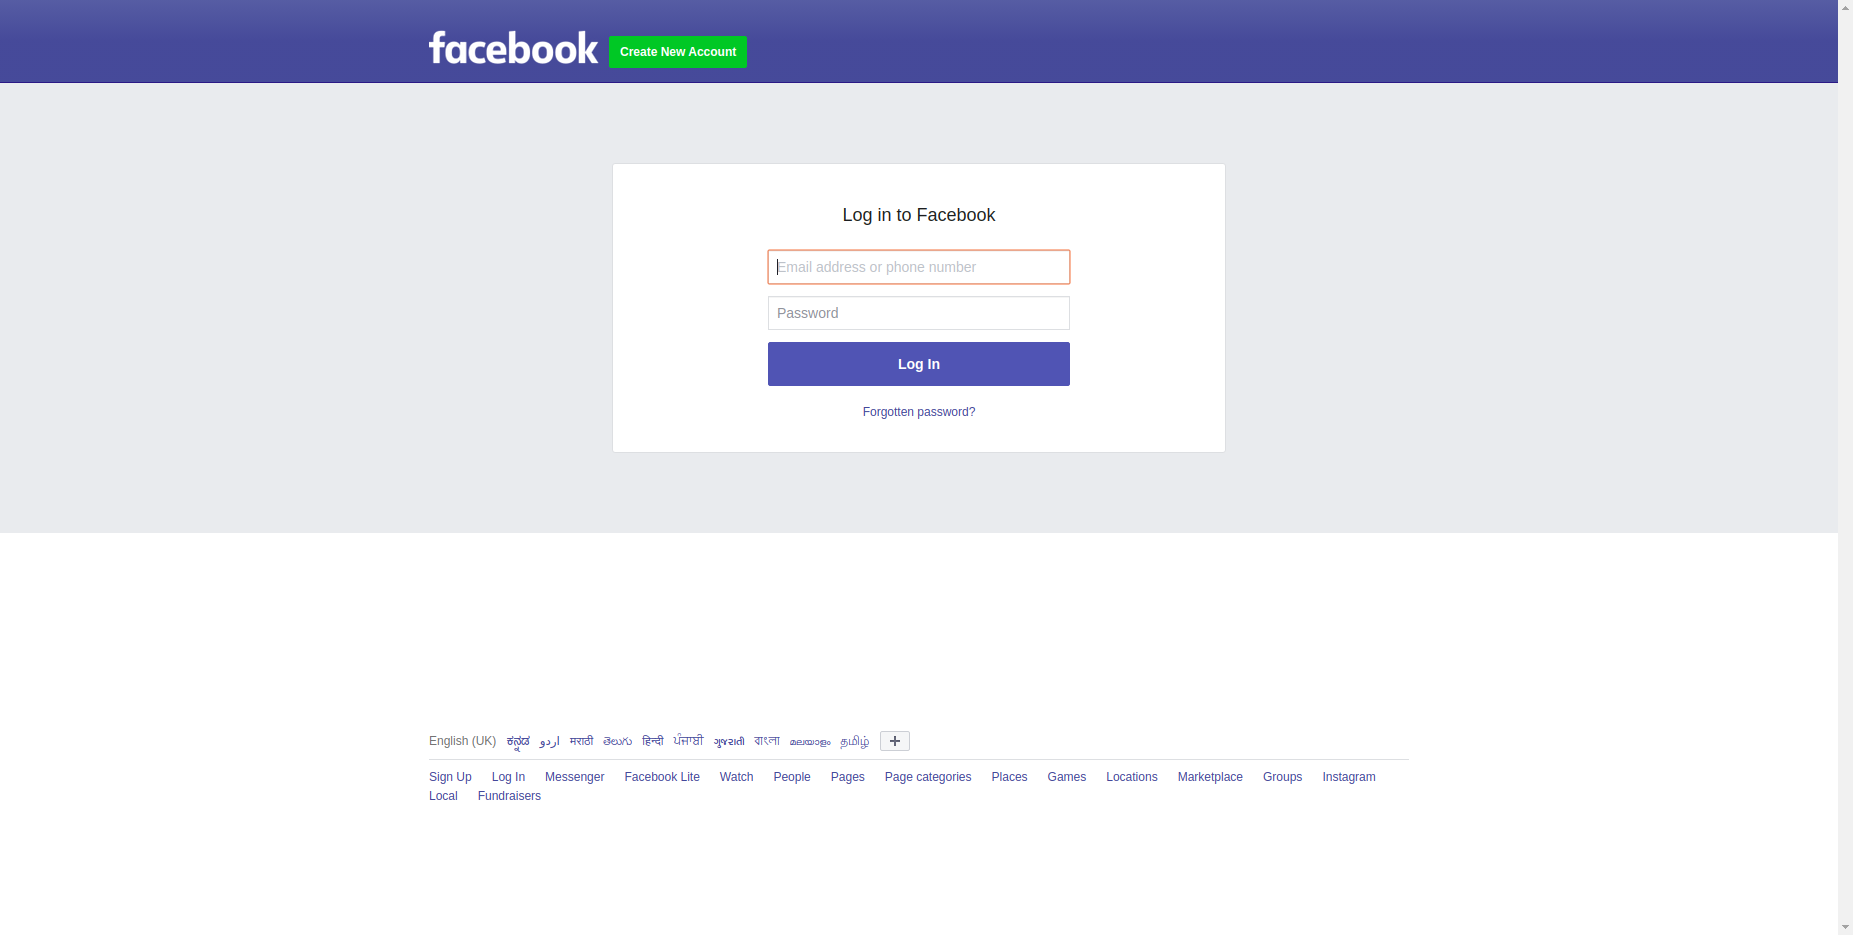 facebook Create New Account
Log in to Facebook
Email address or phone number
Password
Log In
Forgotten password?
English (UK) ಕನ್ನಡ اردو मराठी తెలుగు हिन्दी ਪੰਜਾਬੀ ગુજરાતી বাংলা മലയാളം தமிழ்
Sign Up Log In Messenger Facebook Lite Watch People Pages Page categories Places Games Locations Marketplace Groups Instagram
Local Fundraisers